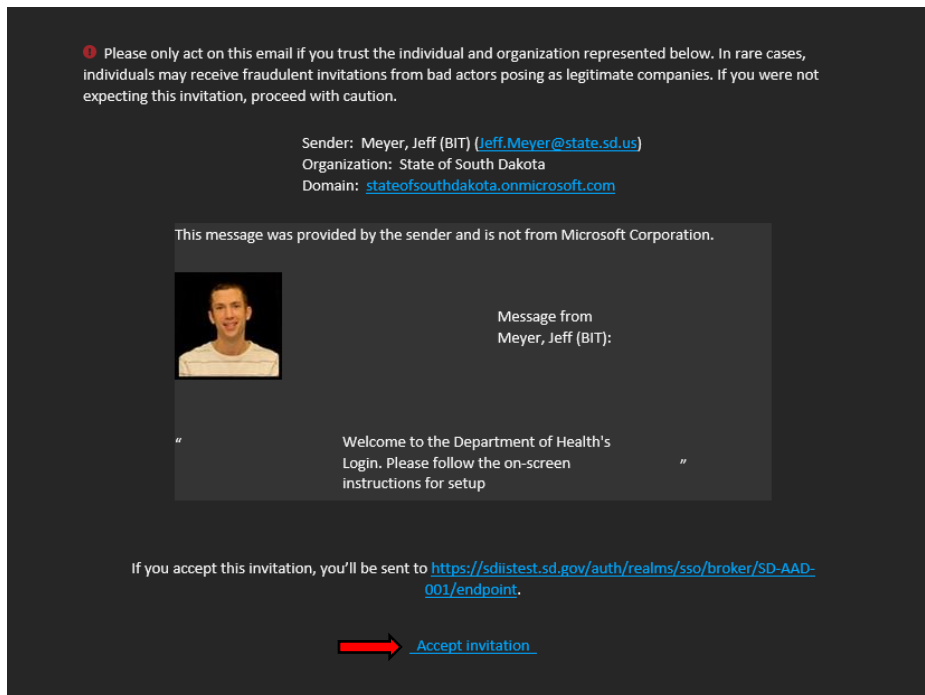 Please only act on this email if you trust the individual and organization represented below. In rare cases,
individuals may receive fraudulent invitations from bad actors posing as legitimate companies. If you were not
expecting this invitation, proceed with caution.
Sender: Meyer, Jeff (BIT) (Jeff.Meyer@state.sd.us)
Organization: State of South Dakota
Domain: stateofsouthdakota.onmicrosoft.com
This message was provided by the sender and is not from Microsoft Corporation.
Message from
Meyer, Jeff (BIT):
“ Welcome to the Department of Health's
Login. Please follow the on-screen ”
instructions for setup
If you accept this invitation, you’ll be sent to https://sdiistest.sd.gov/auth/realms/sso/broker/SD-AAD-
001/endpoint.
Accept invitation